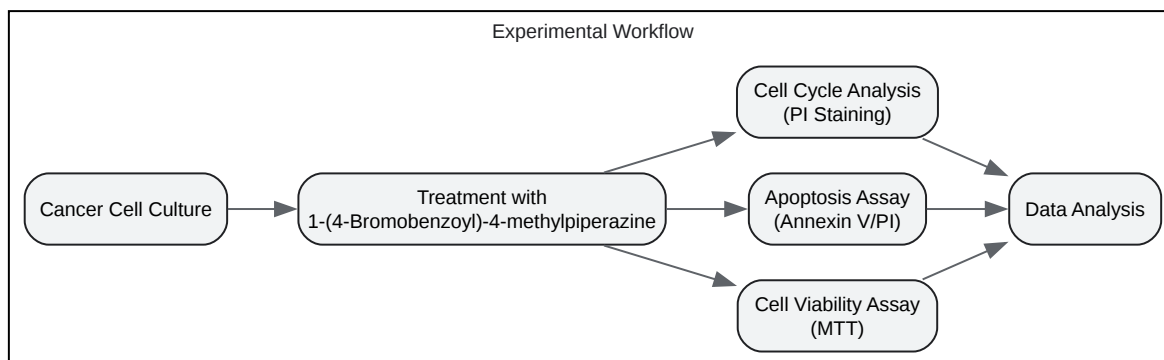 Experimental Workflow
Cancer Cell Culture
Treatment with
1-(4-Bromobenzoyl)-4-methylpiperazine
Cell Cycle Analysis
(PI Staining)
Apoptosis Assay
(Annexin V/PI)
Cell Viability Assay
(MTT)
Data Analysis